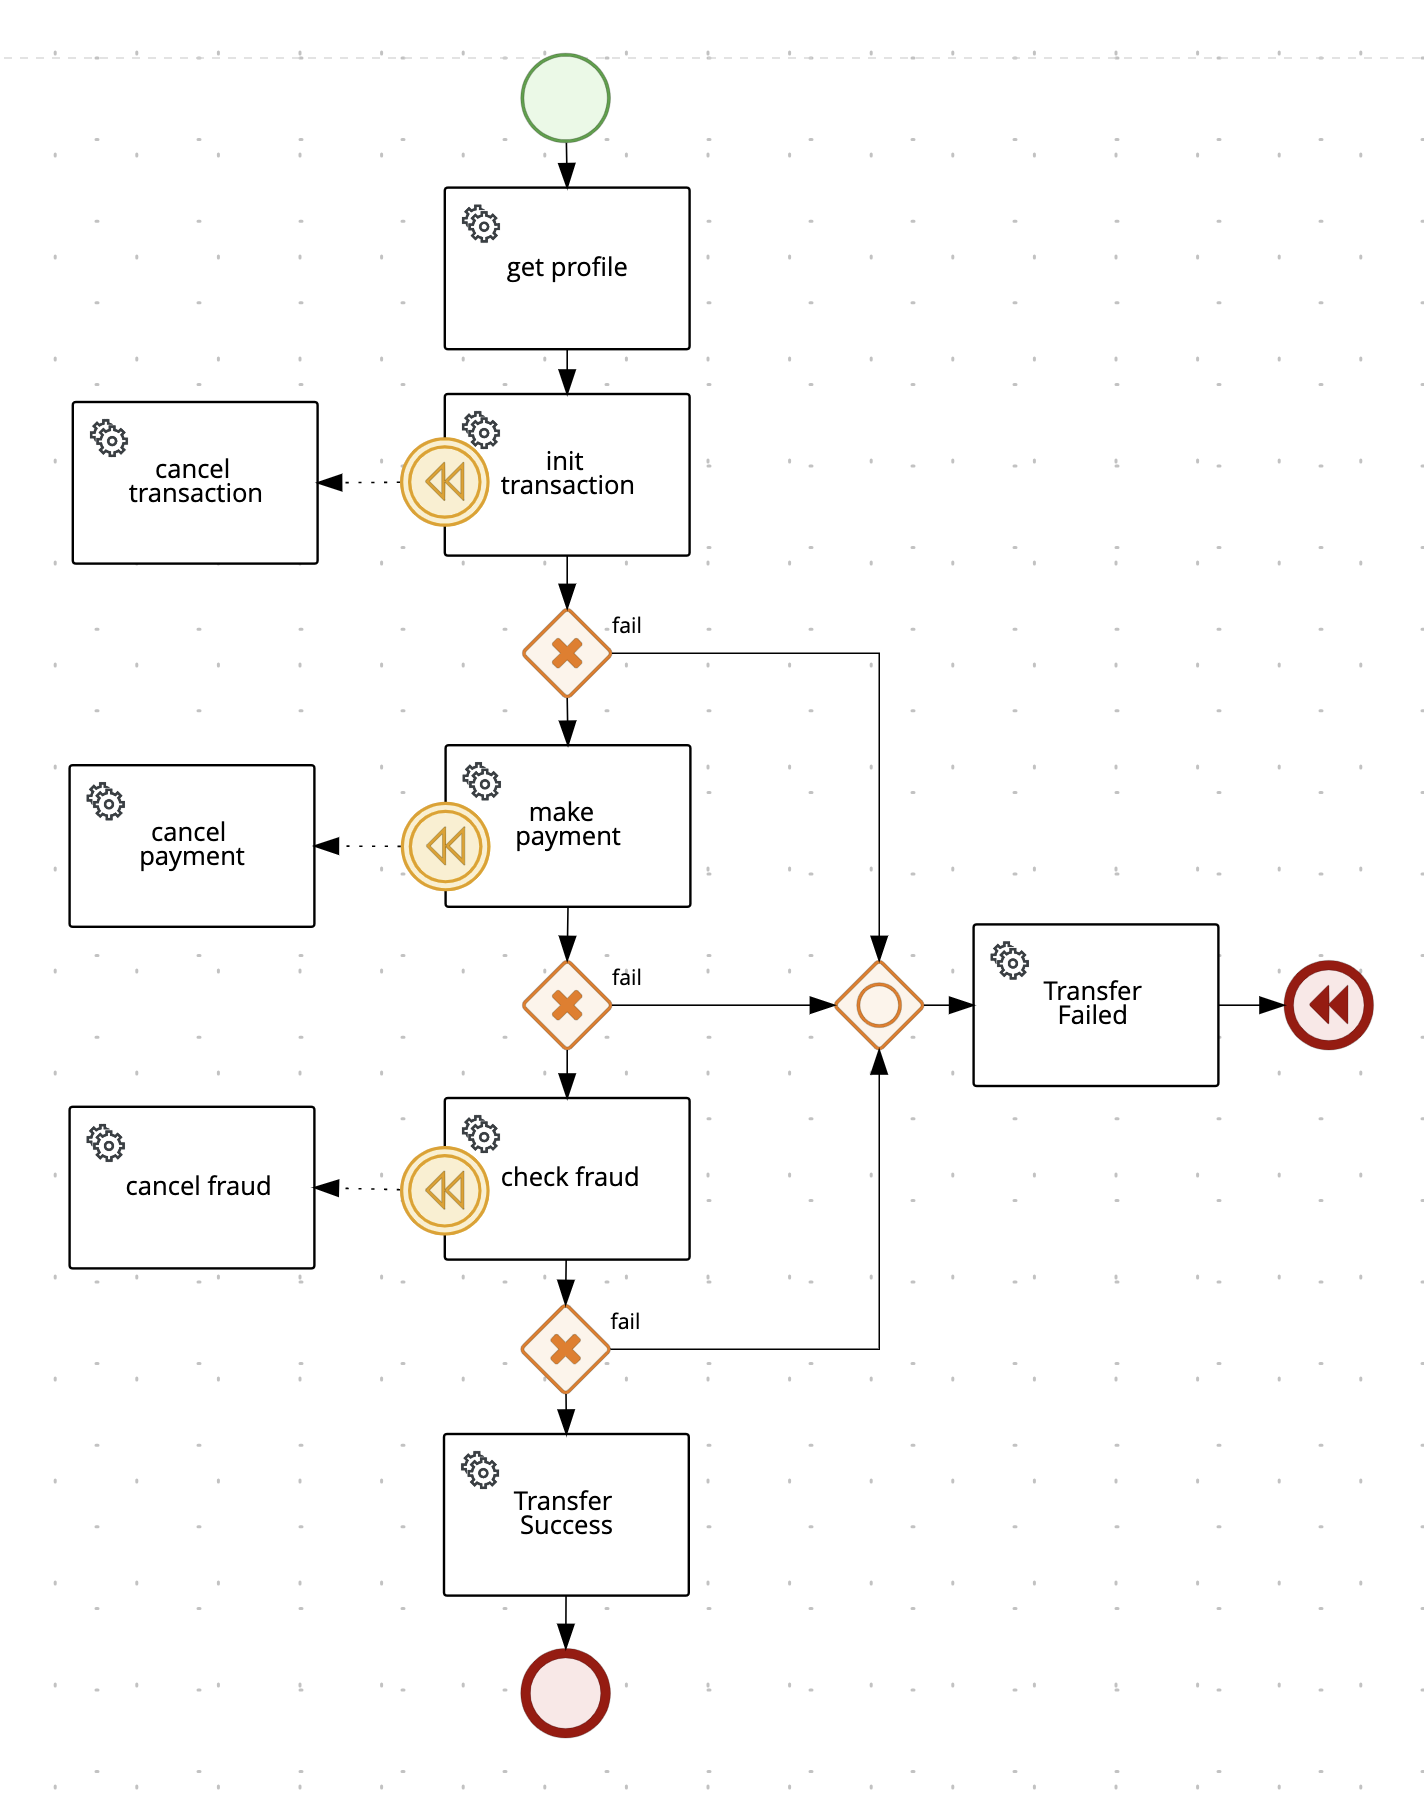 get profile
init
transaction
cancel
transaction
fail
make
payment
cancel
payment
fail
Transfer
Failed
check fraud
cancel fraud
fail
Transfer
Success